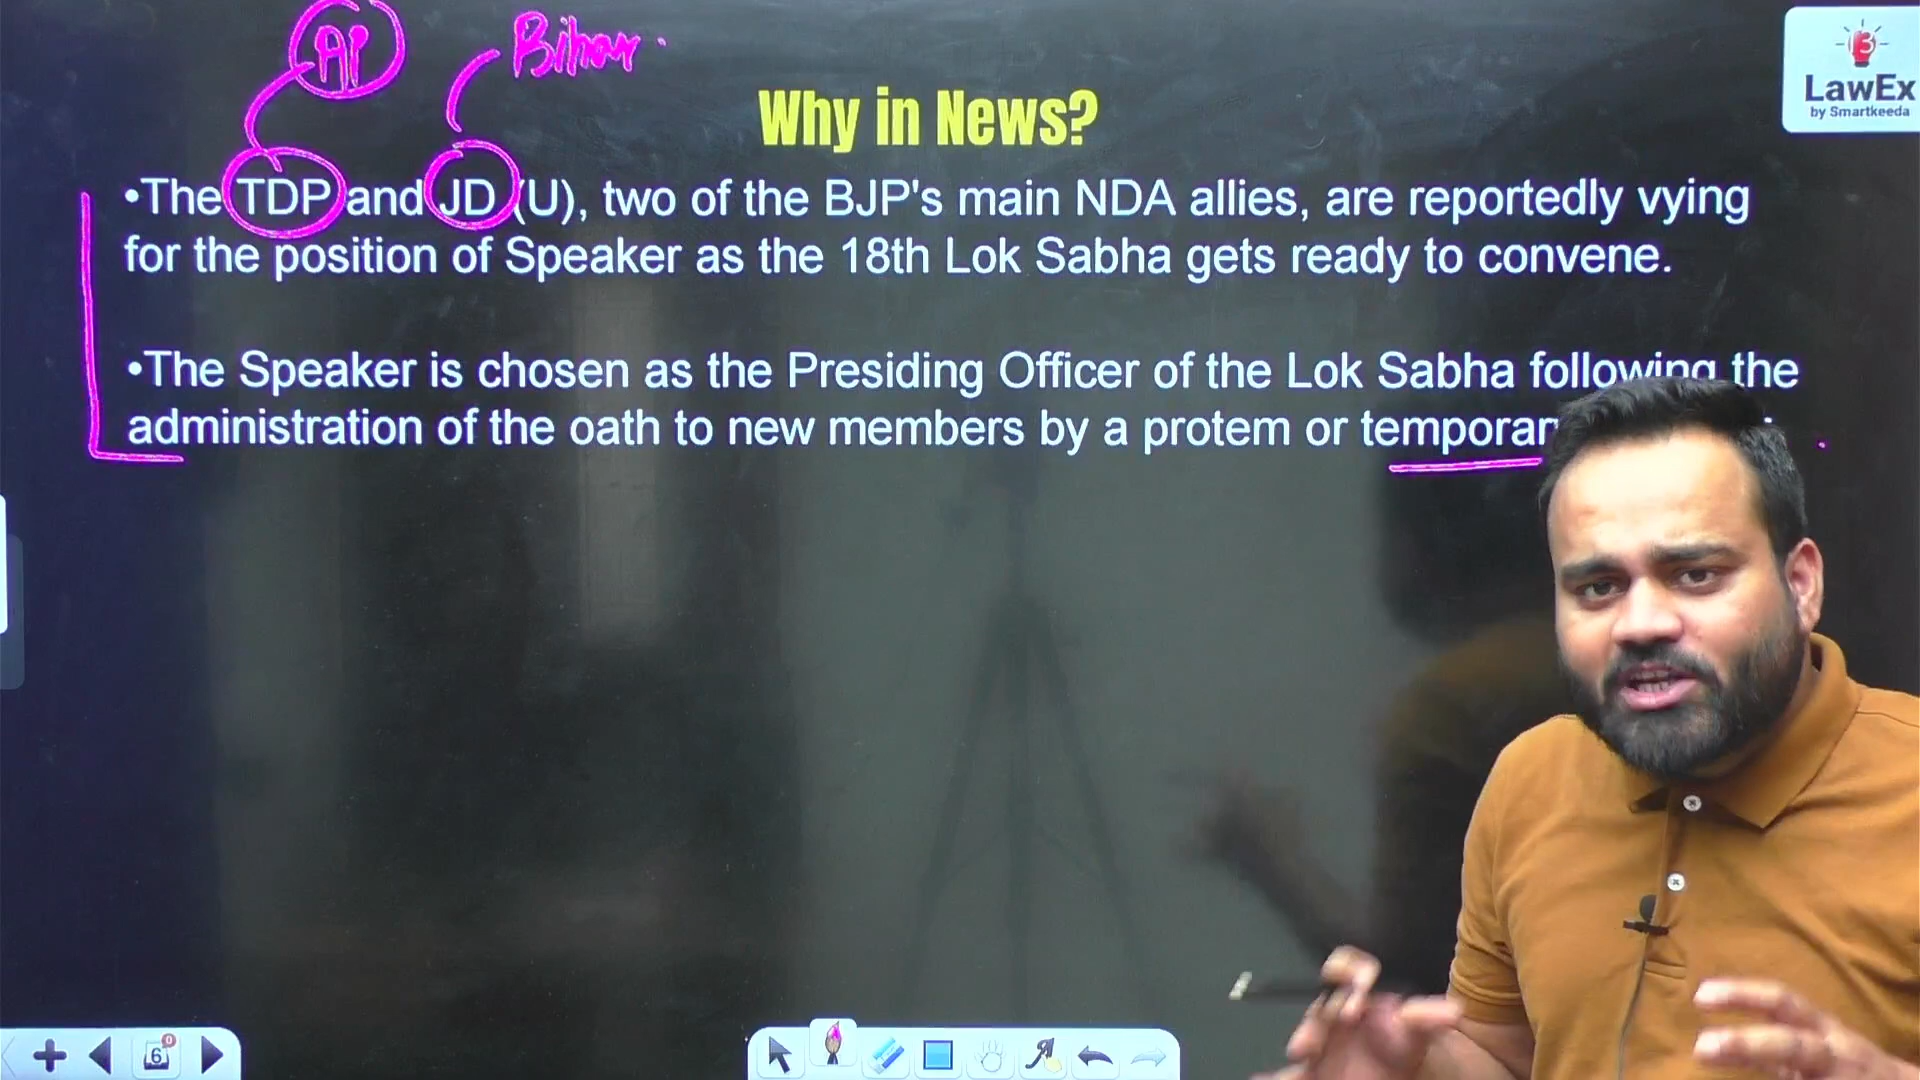 AP
Bihar
LawEx
by Smartkeeda
Why in News?
•The TDP and JD (U), two of the BJP's main NDA allies, are reportedly vying
for the position of Speaker as the 18th Lok Sabha gets ready to convene.
•The Speaker is chosen as the Presiding Officer of the Lok Sabha following the
administration of the oath to new members by a protem or
6
0